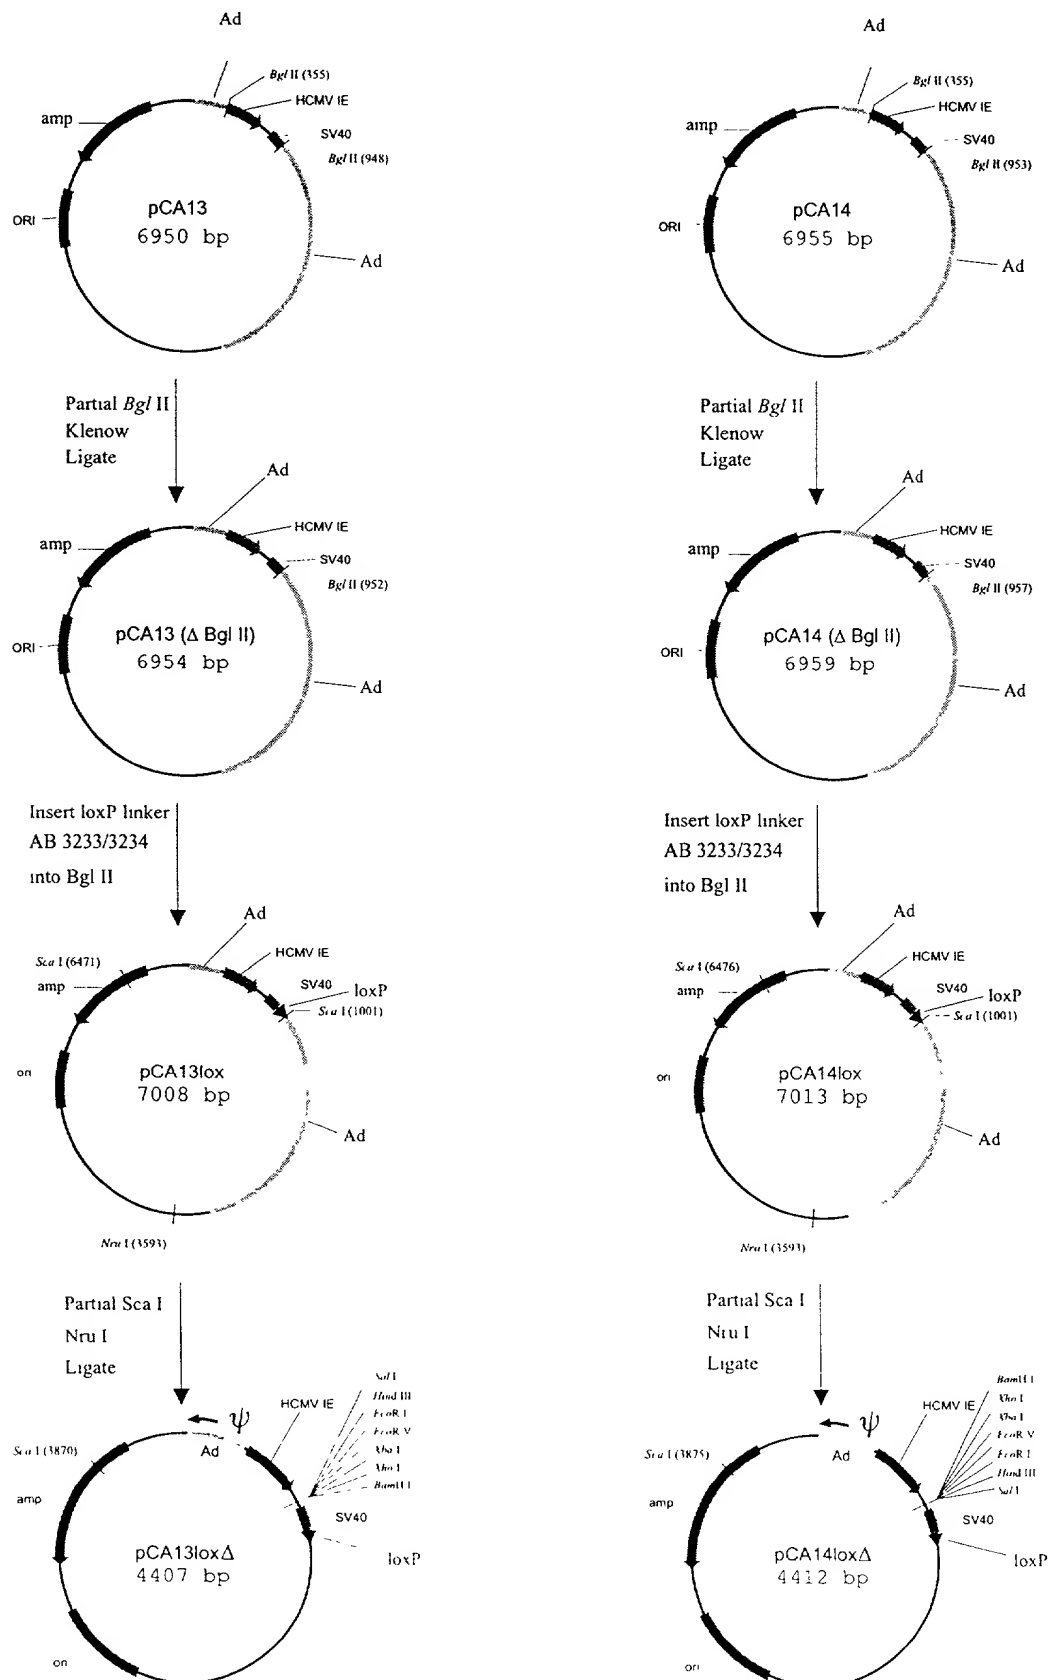 Ad
Bgl II (355)
HCMV IE
amp
SV40
Bgl II (948)
pCA13
6950 bp
ORI
Ad
Partial Bgl II
Klenow
Ligate
Ad
HCMV IE
amp
SV40
Bgl II (952)
pCA13 (Δ Bgl II)
6954 bp
ORI
Ad
Insert loxP linker
AB 3233/3234
into Bgl II
Ad
Sca I (6471)
HCMV IE
amp
SV40
loxP
Sca I (1001)
pCA13lox
7008 bp
ori
Ad
Nru I (3593)
Partial Sca I
Nru I
Ligate
ψ
HCMV IE
Sal I
Hind III
EcoR I
EcoR V
Xba I
Xho I
BamH I
Sca I (3870)
Ad
amp
SV40
loxP
pCA13loxΔ
4407 bp
ori
Ad
Bgl II (355)
HCMV IE
amp
SV40
Bgl II (953)
pCA14
6955 bp
ORI
Ad
Partial Bgl II
Klenow
Ligate
Ad
HCMV IE
amp
SV40
Bgl II (957)
pCA14 (Δ Bgl II)
6959 bp
ORI
Ad
Insert loxP linker
AB 3233/3234
into Bgl II
Ad
Sca I (6476)
HCMV IE
amp
SV40
loxP
Sca I (1001)
pCA14lox
7013 bp
ori
Ad
Nru I (3593)
Partial Sca I
Nru I
Ligate
ψ
HCMV IE
BamH I
Xho I
Xba I
EcoR V
EcoR I
Hind III
Sal I
Sca I (3875)
Ad
amp
SV40
loxP
pCA14loxΔ
4412 bp
ori